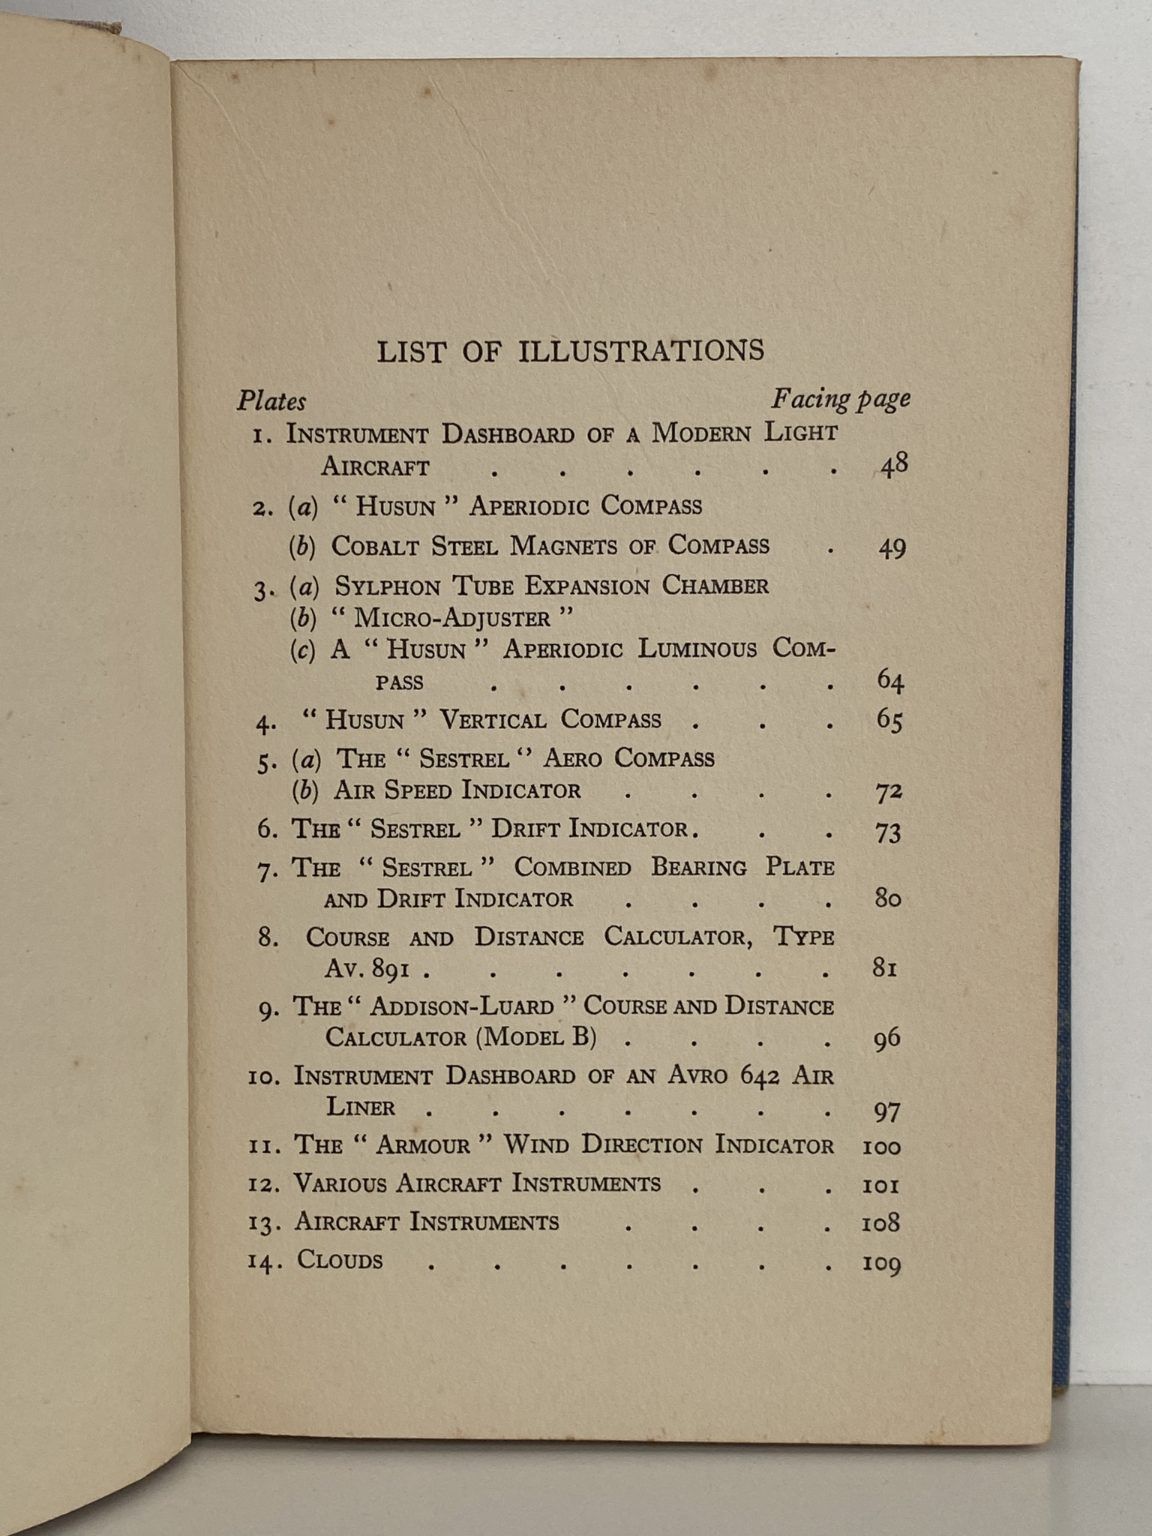 LIST OF ILLUSTRATIONS
Plates Facing page
1. INSTRUMENT DASHBOARD OF A MODERN LIGHT
AIRCRAFT . . . . . . 48
2. (a) “ HUSUN ” APERIODIC COMPASS
(b) COBALT STEEL MAGNETS OF COMPASS . 49
3. (a) SYLPHON TUBE EXPANSION CHAMBER
(b) “ MICRO-ADJUSTER ”
(c) A “ HUSUN ” APERIODIC LUMINOUS COM-
PASS . . . . . . 64
4. “ HUSUN ” VERTICAL COMPASS . . . 65
5. (a) THE “ SESTREL ‘’ AERO COMPASS
(b) AIR SPEED INDICATOR . . . . 72
6. THE “ SESTREL ” DRIFT INDICATOR . . . 73
7. THE “ SESTREL ” COMBINED BEARING PLATE
AND DRIFT INDICATOR . . . . 80
8. COURSE AND DISTANCE CALCULATOR, TYPE
AV. 891 . . . . . . . 81
9. THE “ ADDISON-LUARD ” COURSE AND DISTANCE
CALCULATOR (MODEL B) . . . . 96
10. INSTRUMENT DASHBOARD OF AN AVRO 642 AIR
LINER . . . . . . . 97
11. THE “ ARMOUR ” WIND DIRECTION INDICATOR 100
12. VARIOUS AIRCRAFT INSTRUMENTS . . . 101
13. AIRCRAFT INSTRUMENTS . . . . 108
14. CLOUDS . . . . . . . 109